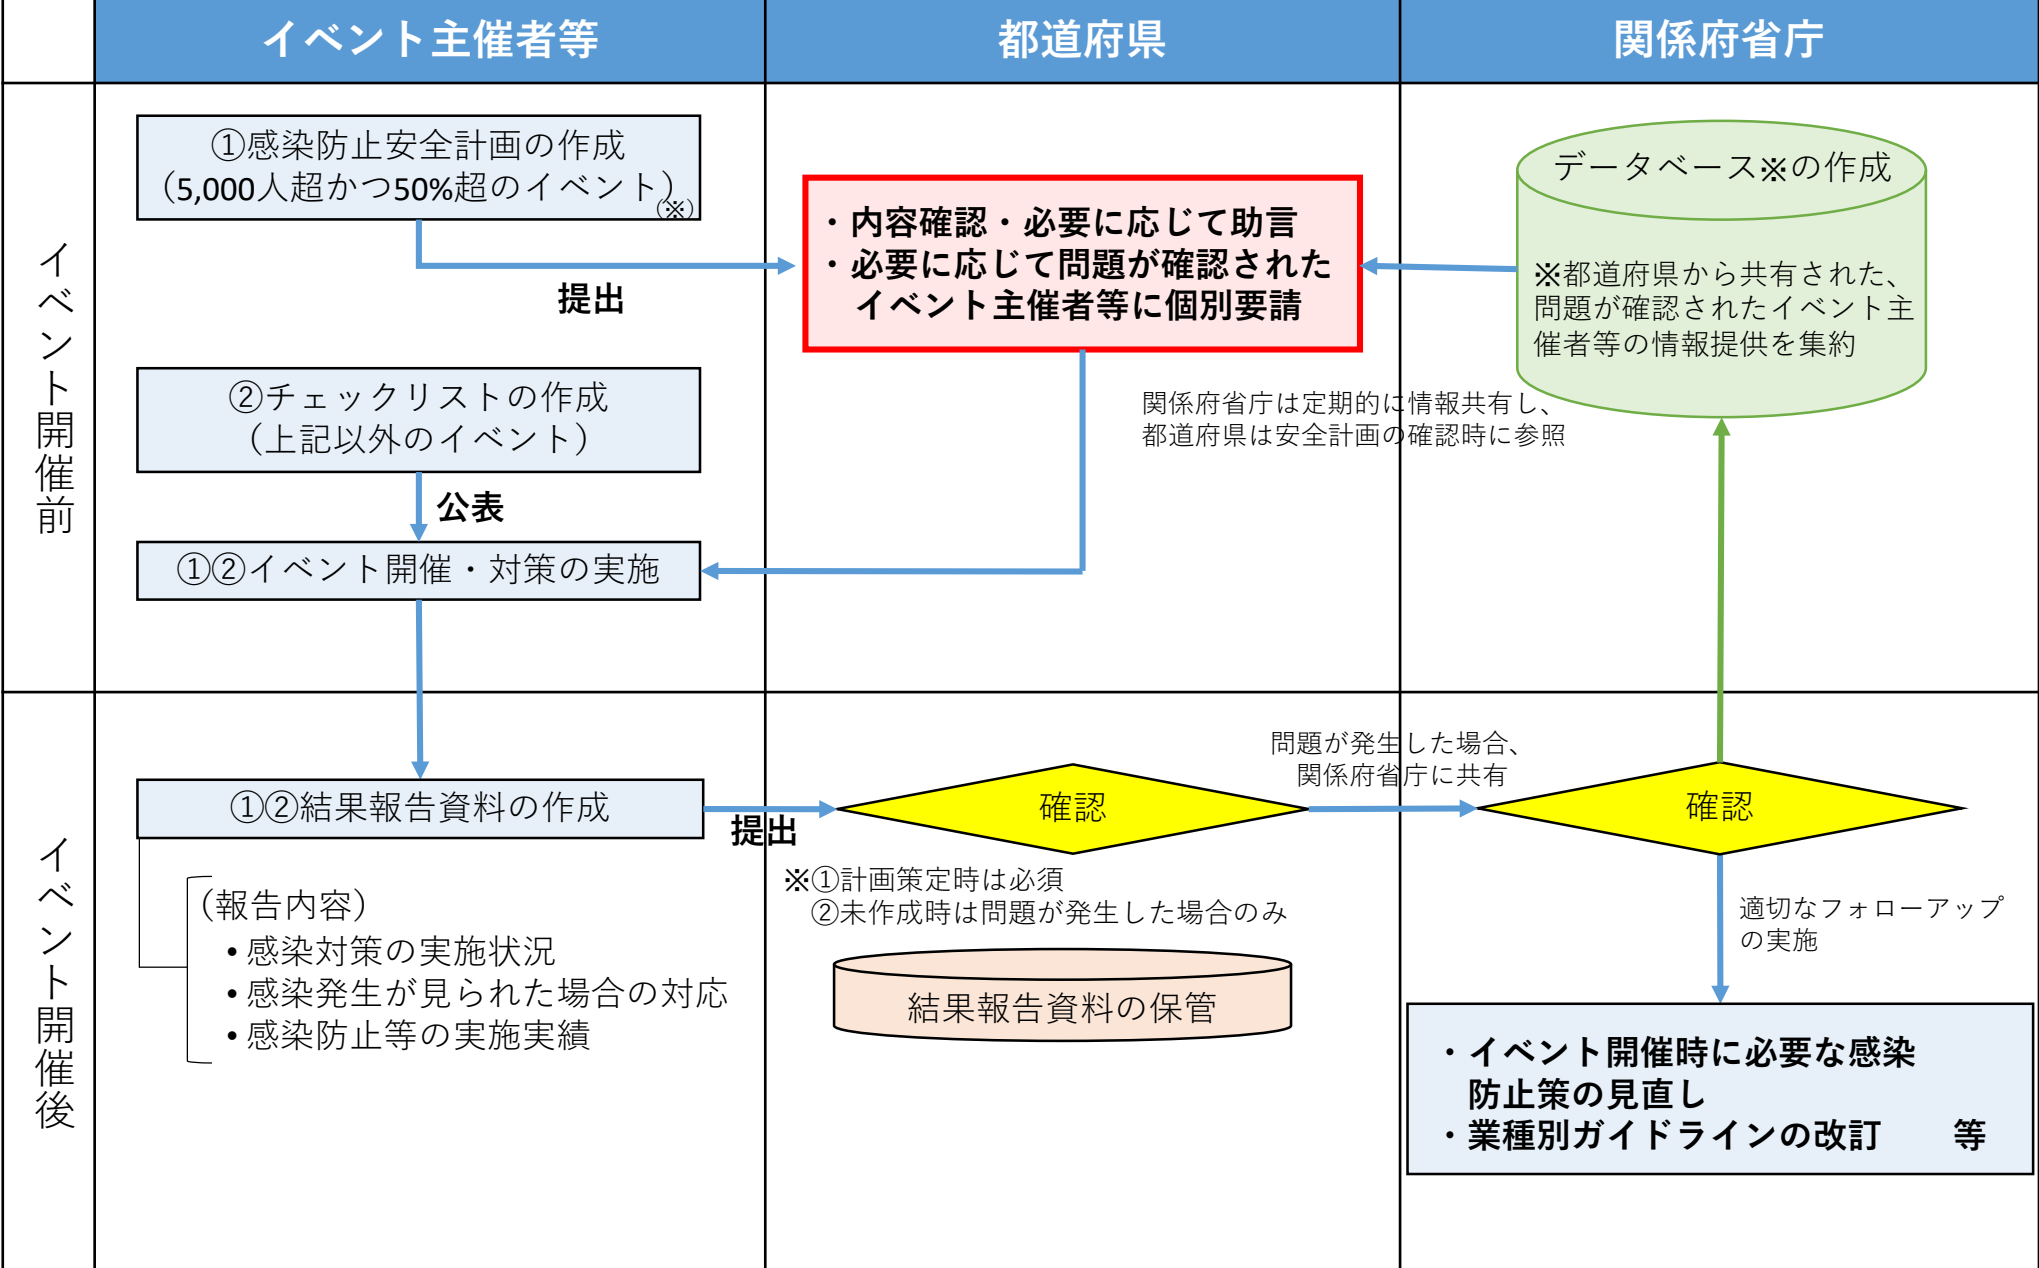 イベント主催者等
都道府県
関係府省庁
イベント開催前
①感染防止安全計画の作成
（5,000人超かつ50%超のイベント）
（※）
提出
・内容確認・必要に応じて助言
・必要に応じて問題が確認された
イベント主催者等に個別要請
データベース※の作成
※都道府県から共有された、
問題が確認されたイベント主
催者等の情報提供を集約
②チェックリストの作成
（上記以外のイベント）
関係府省庁は定期的に情報共有し、
都道府県は安全計画の確認時に参照
公表
①②イベント開催・対策の実施
イベント開催後
①②結果報告資料の作成
提出
確認
問題が発生した場合、
関係府省庁に共有
確認
※①計画策定時は必須
②未作成時は問題が発生した場合のみ
（報告内容）
• 感染対策の実施状況
• 感染発生が見られた場合の対応
• 感染防止等の実施実績
結果報告資料の保管
適切なフォローアップ
の実施
・イベント開催時に必要な感染
防止策の見直し
・業種別ガイドラインの改訂　　等